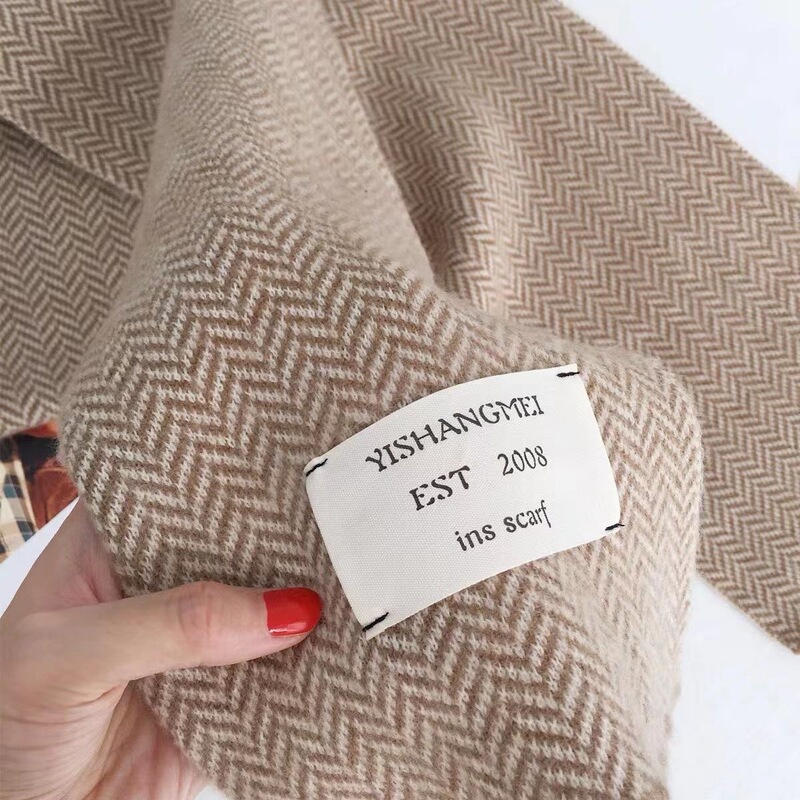 YISHANGMEI
EST 2008
ins scarf